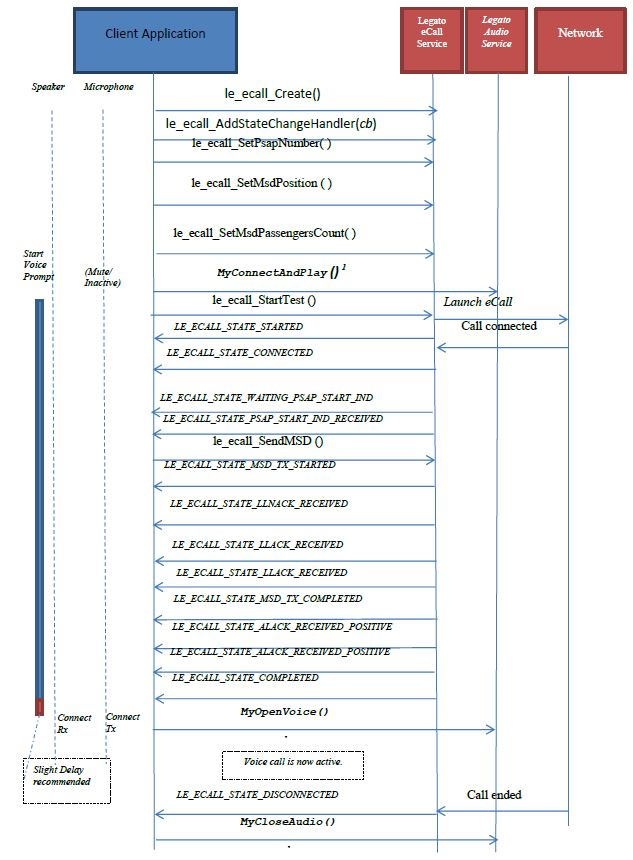 Client Application
Legato
eCall
Service
Legato
Audio
Service
Network
Speaker
Microphone
le_ecall_Create()
le_ecall_AddStateChangeHandler(cb)
le_ecall_SetPsapNumber( )
le_ecall_SetMsdPosition ( )
le_ecall_SetMsdPassengersCount( )
Start
Voice
Prompt
(Mute/
Inactive)
MyConnectAndPlay () 1
le_ecall_StartTest ()
Launch eCall
LE_ECALL_STATE_STARTED
Call connected
LE_ECALL_STATE_CONNECTED
LE_ECALL_STATE_WAITING_PSAP_START_IND
LE_ECALL_STATE_PSAP_START_IND_RECEIVED
le_ecall_SendMSD ()
LE_ECALL_STATE_MSD_TX_STARTED
LE_ECALL_STATE_LLNACK_RECEIVED
LE_ECALL_STATE_LLACK_RECEIVED
LE_ECALL_STATE_LLACK_RECEIVED
LE_ECALL_STATE_MSD_TX_COMPLETED
LE_ECALL_STATE_ALACK_RECEIVED_POSITIVE
LE_ECALL_STATE_ALACK_RECEIVED_POSITIVE
LE_ECALL_STATE_COMPLETED
Connect
Rx
Connect
Tx
MyOpenVoice()
.
Voice call is now active.
Slight Delay
recommended
LE_ECALL_STATE_DISCONNECTED
Call ended
MyCloseAudio()
.